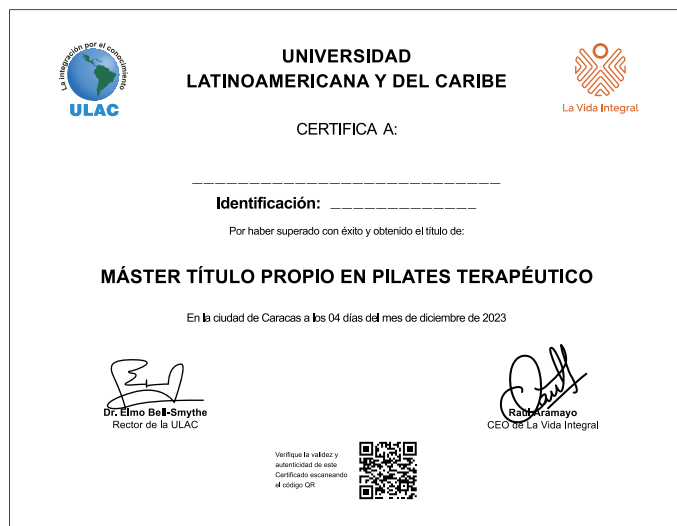 La integración por el conocimiento
ULAC
UNIVERSIDAD
LATINOAMERICANA Y DEL CARIBE
La Vida Integral
CERTIFICA A:
____________________________
Identificación: ______________
Por haber superado con éxito y obtenido el título de:
MÁSTER TÍTULO PROPIO EN PILATES TERAPÉUTICO
En la ciudad de Caracas a los 04 días del mes de diciembre de 2023
Dr. Elmo Bell-Smythe
Rector de la ULAC
Raúl Aramayo
CEO de La Vida Integral
Verifique la validez y
autenticidad de este
Certificado escaneando
el código QR